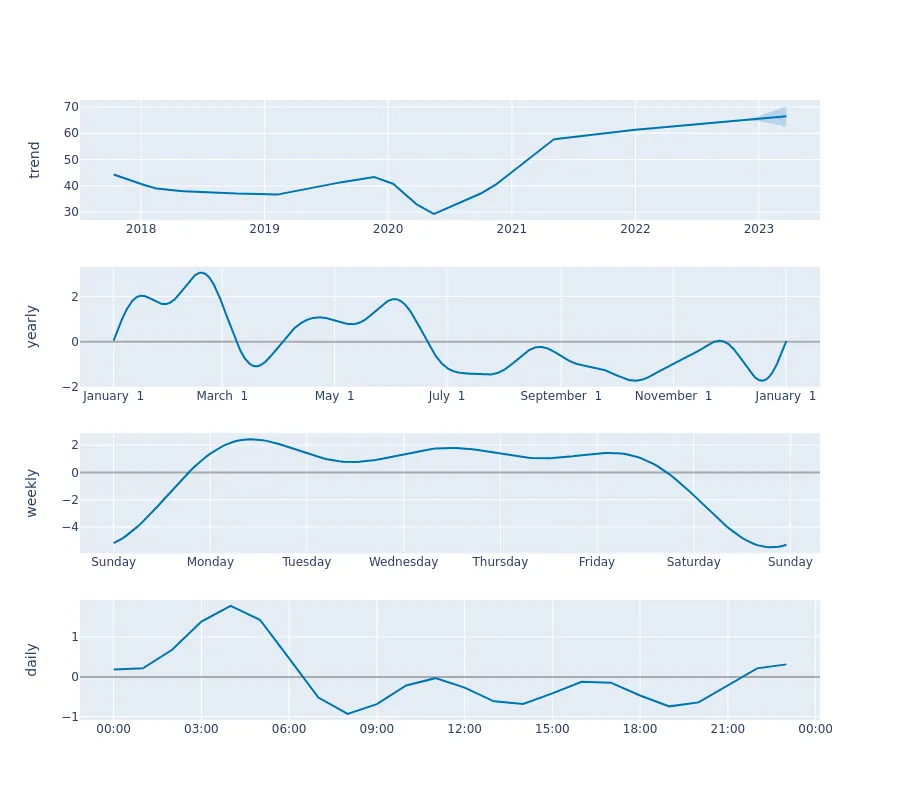 trend
70
60
50
40
30
2018 2019 2020 2021 2022 2023
yearly
2
0
−2
January 1 March 1 May 1 July 1 September 1 November 1 January 1
weekly
2
0
−2
−4
Sunday Monday Tuesday Wednesday Thursday Friday Saturday Sunday
daily
1
0
−1
00:00 03:00 06:00 09:00 12:00 15:00 18:00 21:00 00:00